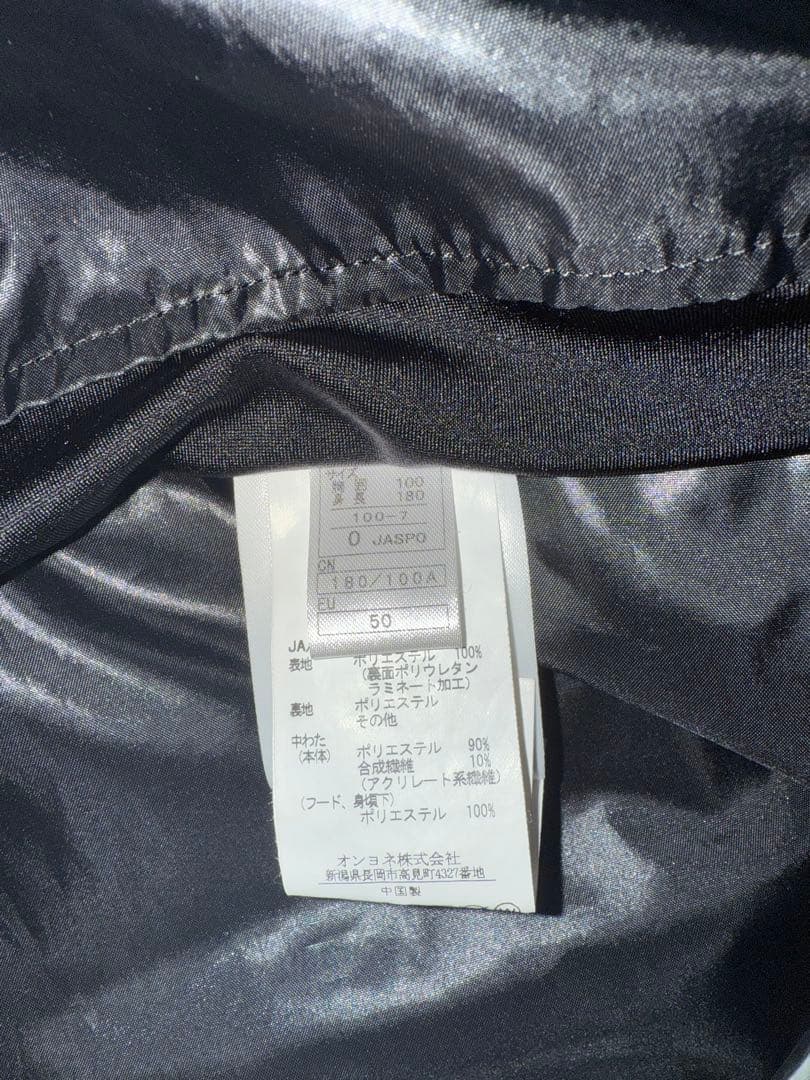 サイズ
胸囲 100
身長 180
100-7
O JASPO
CN
180/100A
EU
50
JA
表地 ポリエステル 100%
(裏面ポリウレタン
ラミネート加工)
裏地 ポリエステル
その他
中わた
(本体) ポリエステル 90%
合成繊維 10%
(アクリレート系繊維)
(フード、身頃下)
ポリエステル 100%
オンヨネ株式会社
新潟県長岡市高見町4327番地
中国製